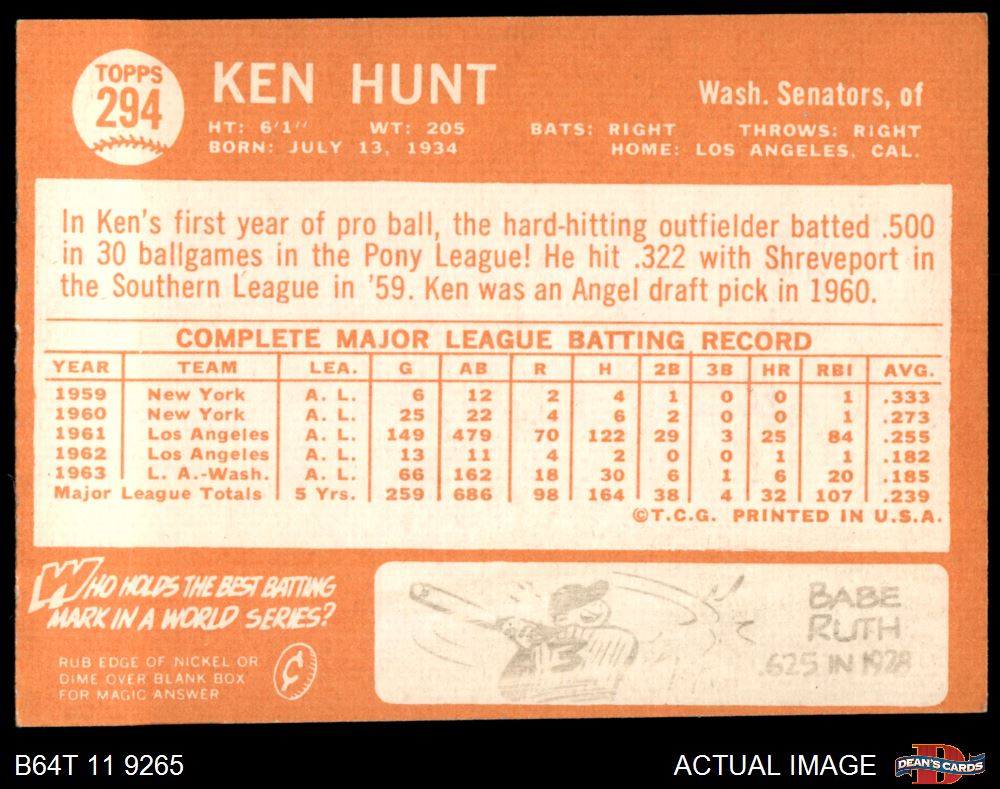 TOPPS
294
KEN HUNT
Wash. Senators, of
HT: 6'1" WT: 205 BATS: RIGHT THROWS: RIGHT
BORN: JULY 13, 1934 HOME: LOS ANGELES, CAL.
In Ken's first year of pro ball, the hard-hitting outfielder batted .500
in 30 ballgames in the Pony League! He hit .322 with Shreveport in
the Southern League in '59. Ken was an Angel draft pick in 1960.
COMPLETE MAJOR LEAGUE BATTING RECORD
YEAR TEAM LEA. G AB R H 2B 3B HR RBI AVG.
1959 New York A. L. 6 12 2 4 1 0 0 1 .333
1960 New York A. L. 25 22 4 6 2 0 0 1 .273
1961 Los Angeles A. L. 149 479 70 122 29 3 25 84 .255
1962 Los Angeles A. L. 13 11 4 2 0 0 1 1 .182
1963 L. A.-Wash. A. L. 66 162 18 30 6 1 6 20 .185
Major League Totals 5 Yrs. 259 686 98 164 38 4 32 107 .239
©T.C.G. PRINTED IN U.S.A.
WHO HOLDS THE BEST BATTING
MARK IN A WORLD SERIES?
RUB EDGE OF NICKEL OR
DIME OVER BLANK BOX
FOR MAGIC ANSWER
¢
3
BABE
RUTH
.625 IN 1928
B64T 11 9265
ACTUAL IMAGE
DEAN'S CARDS